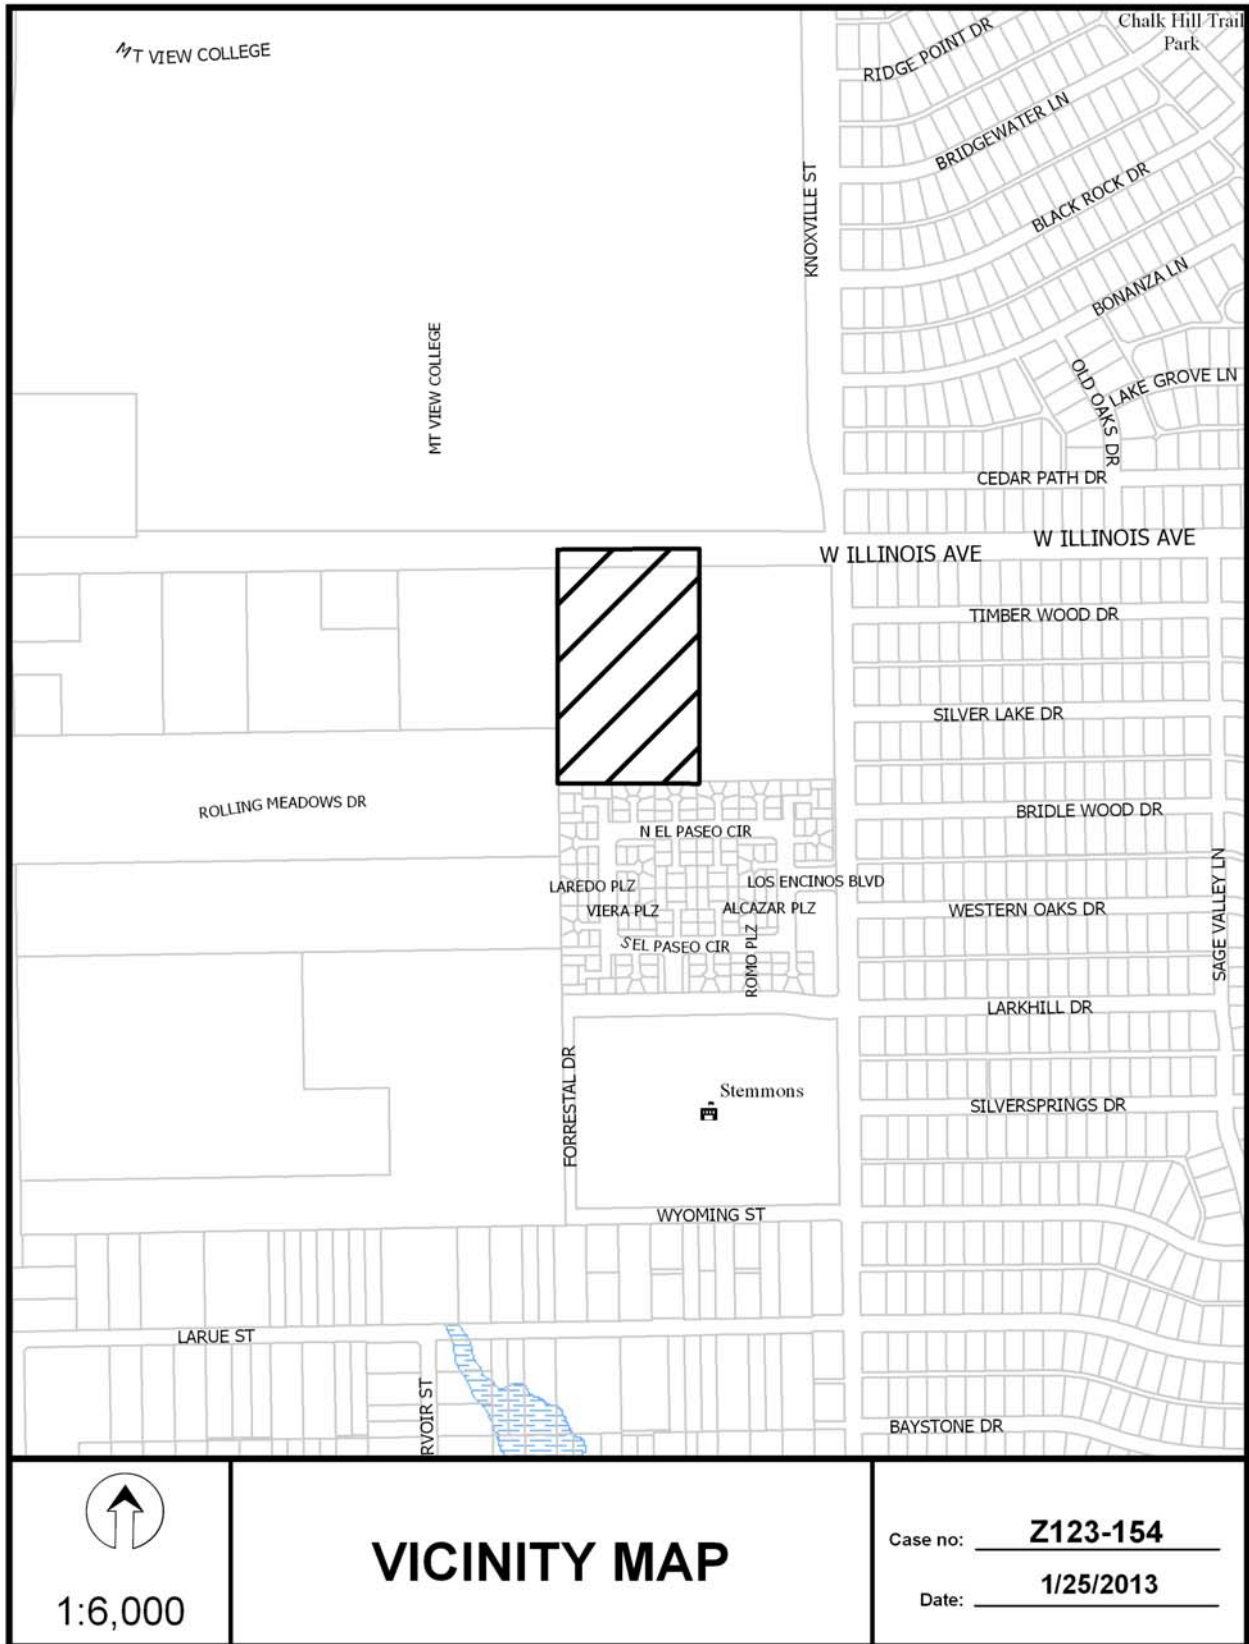 Chalk Hill Trail
Park
MT VIEW COLLEGE
RIDGE POINT DR
BRIDGEWATER LN
KNOXVILLE ST
BLACK ROCK DR
BONANZA LN
MT VIEW COLLEGE
OLD OAKS DR
LAKE GROVE LN
CEDAR PATH DR
W ILLINOIS AVE
W ILLINOIS AVE
TIMBER WOOD DR
SILVER LAKE DR
ROLLING MEADOWS DR
BRIDLE WOOD DR
N EL PASEO CIR
SAGE VALLEY LN
LAREDO PLZ
LOS ENCINOS BLVD
VIERA PLZ
ALCAZAR PLZ
WESTERN OAKS DR
S EL PASEO CIR
ROMO PLZ
LARKHILL DR
FORRESTAL DR
Stemmons
SILVERSPRINGS DR
WYOMING ST
LARUE ST
RVOIR ST
BAYSTONE DR
1:6,000
VICINITY MAP
Case no: Z123-154
Date: 1/25/2013